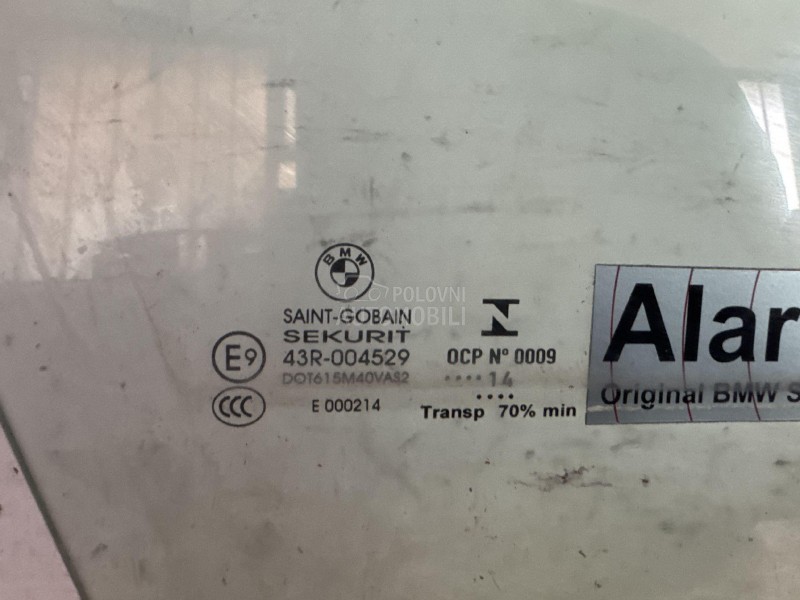 BMW
SAINT-GOBAIN
SEKURIT
E9
43R-004529
DOT615M40VAS2
CCC
E 000214
N
OCP Nº 0009
···· 14
····
Transp 70% min
Alar
Original BMW S
POLOVNI